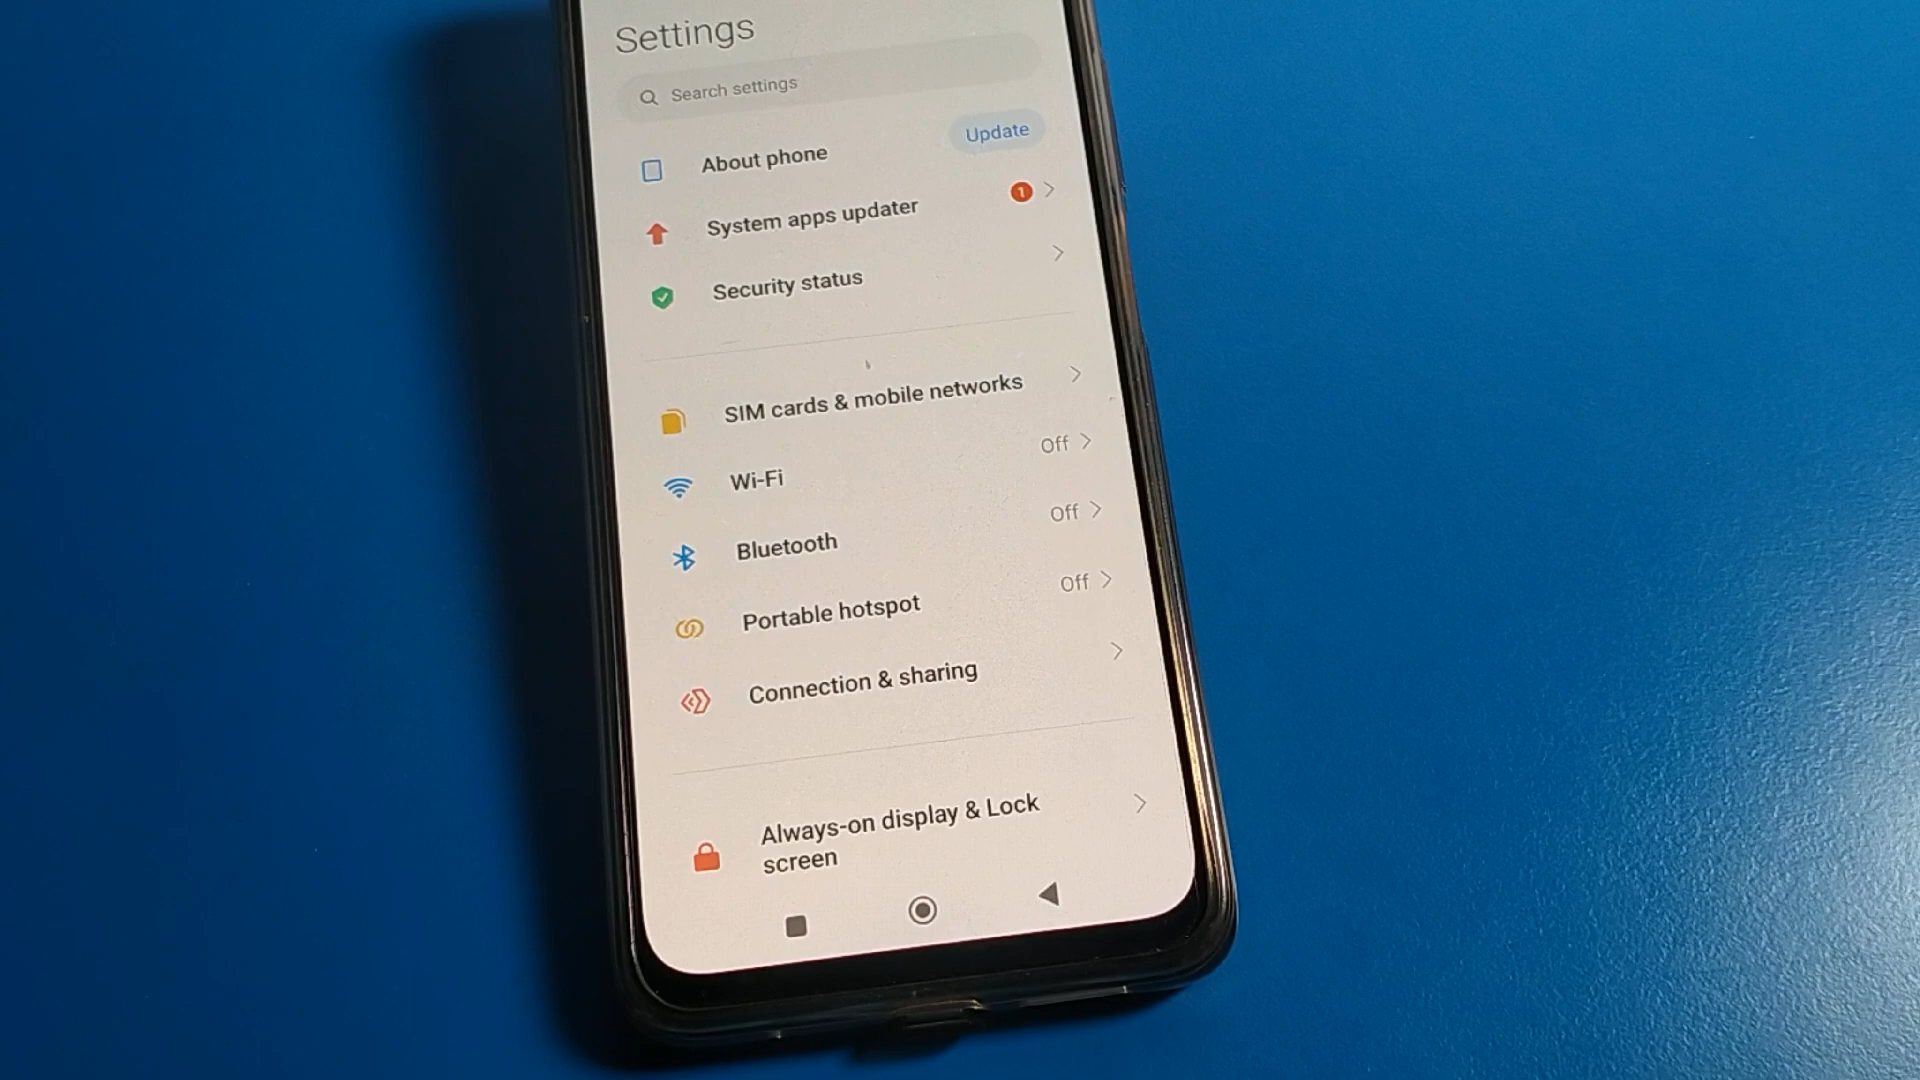 Settings
Search settings
About phone
Update
System apps updater
1
Security status
SIM cards & mobile networks
Wi-Fi
Off
Bluetooth
Off
Portable hotspot
Off
Connection & sharing
Always-on display & Lock
screen